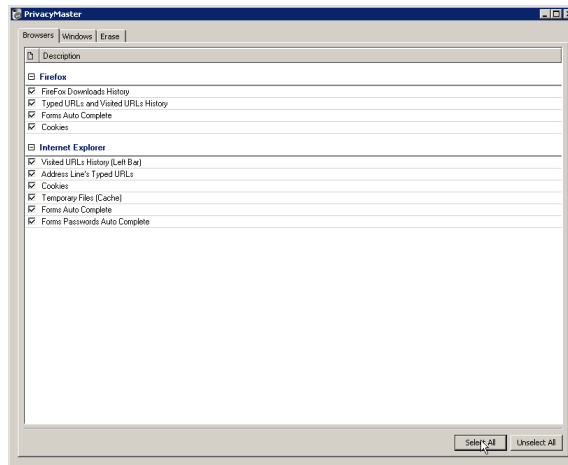 PrivacyMaster
Browsers Windows Erase
Description
Firefox
FireFox Downloads History
Typed URLs and Visited URLs History
Forms Auto Complete
Cookies
Internet Explorer
Visited URLs History (Left Bar)
Address Line's Typed URLs
Cookies
Temporary Files (Cache)
Forms Auto Complete
Forms Passwords Auto Complete
Select All Unselect All